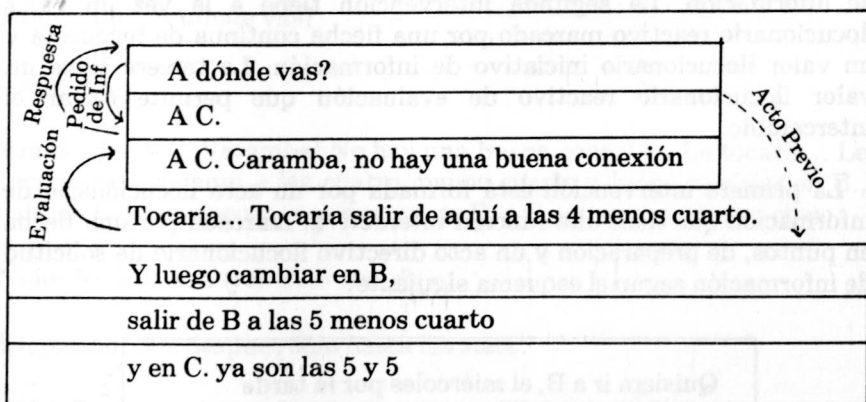 Respuesta
Pedido
de Inf
Evaluación
A dónde vas?
A C.
A C. Caramba, no hay una buena conexión
Tocaría... Tocaría salir de aquí a las 4 menos cuarto.
Acto Previo
Y luego cambiar en B,
salir de B a las 5 menos cuarto
y en C. ya son las 5 y 5